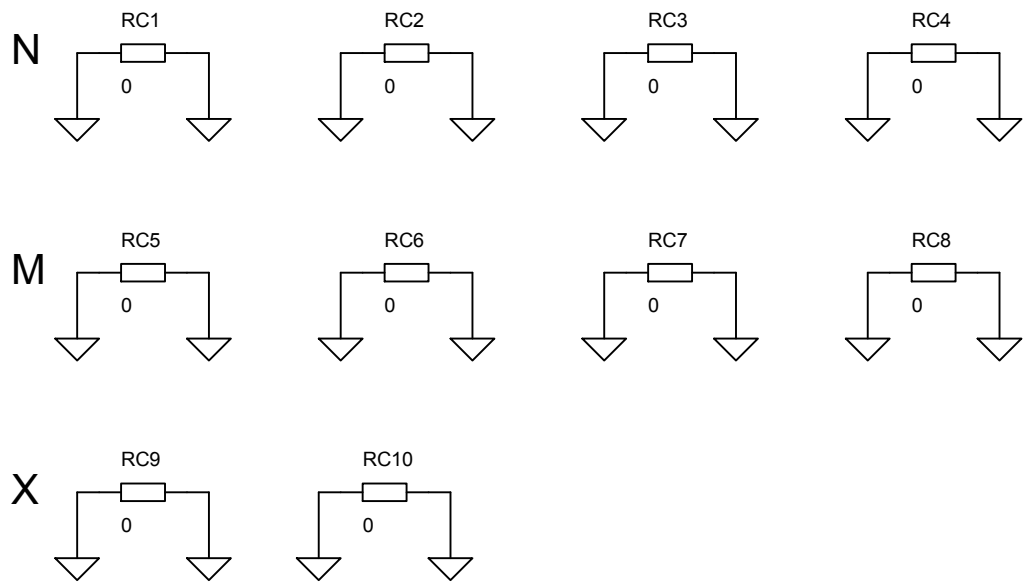 RC1 RC2 RC3 RC4
N
0 0 0 0
RC5 RC6 RC7 RC8
M
0 0 0 0
RC9 RC10
X
0 0